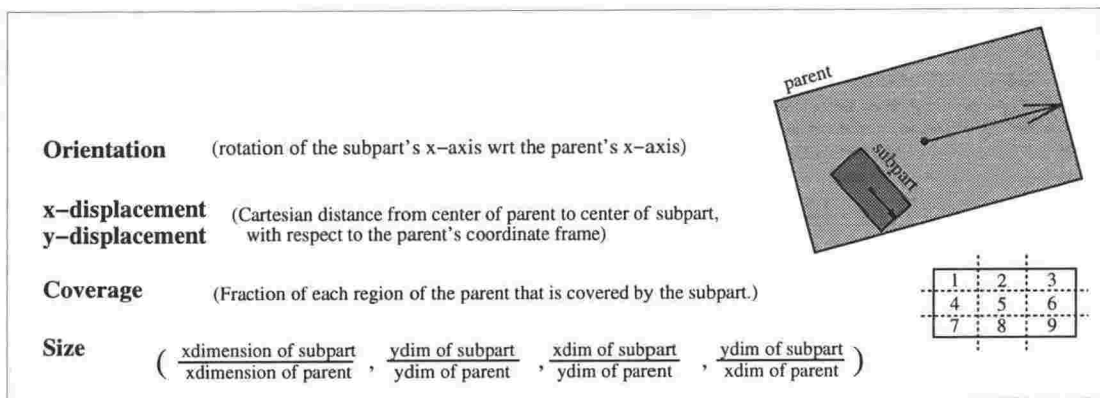 parent
subpart
Orientation (rotation of the subpart's x−axis wrt the parent's x−axis)
x−displacement (Cartesian distance from center of parent to center of subpart,
y−displacement with respect to the parent's coordinate frame)
Coverage (Fraction of each region of the parent that is covered by the subpart.)
1 2 3
4 5 6
7 8 9
Size ( xdimension of subpart / xdimension of parent , ydim of subpart / ydim of parent , xdim of subpart / ydim of parent , ydim of subpart / xdim of parent )